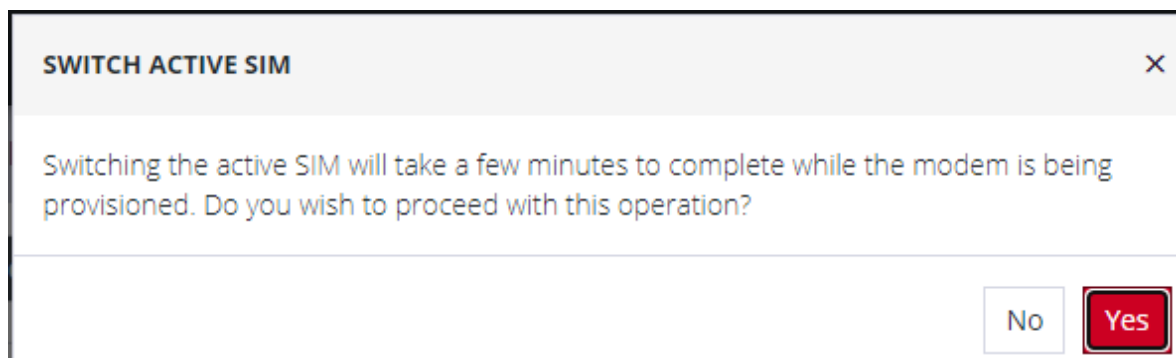 SWITCH ACTIVE SIM ×
Switching the active SIM will take a few minutes to complete while the modem is being
provisioned. Do you wish to proceed with this operation?
No Yes